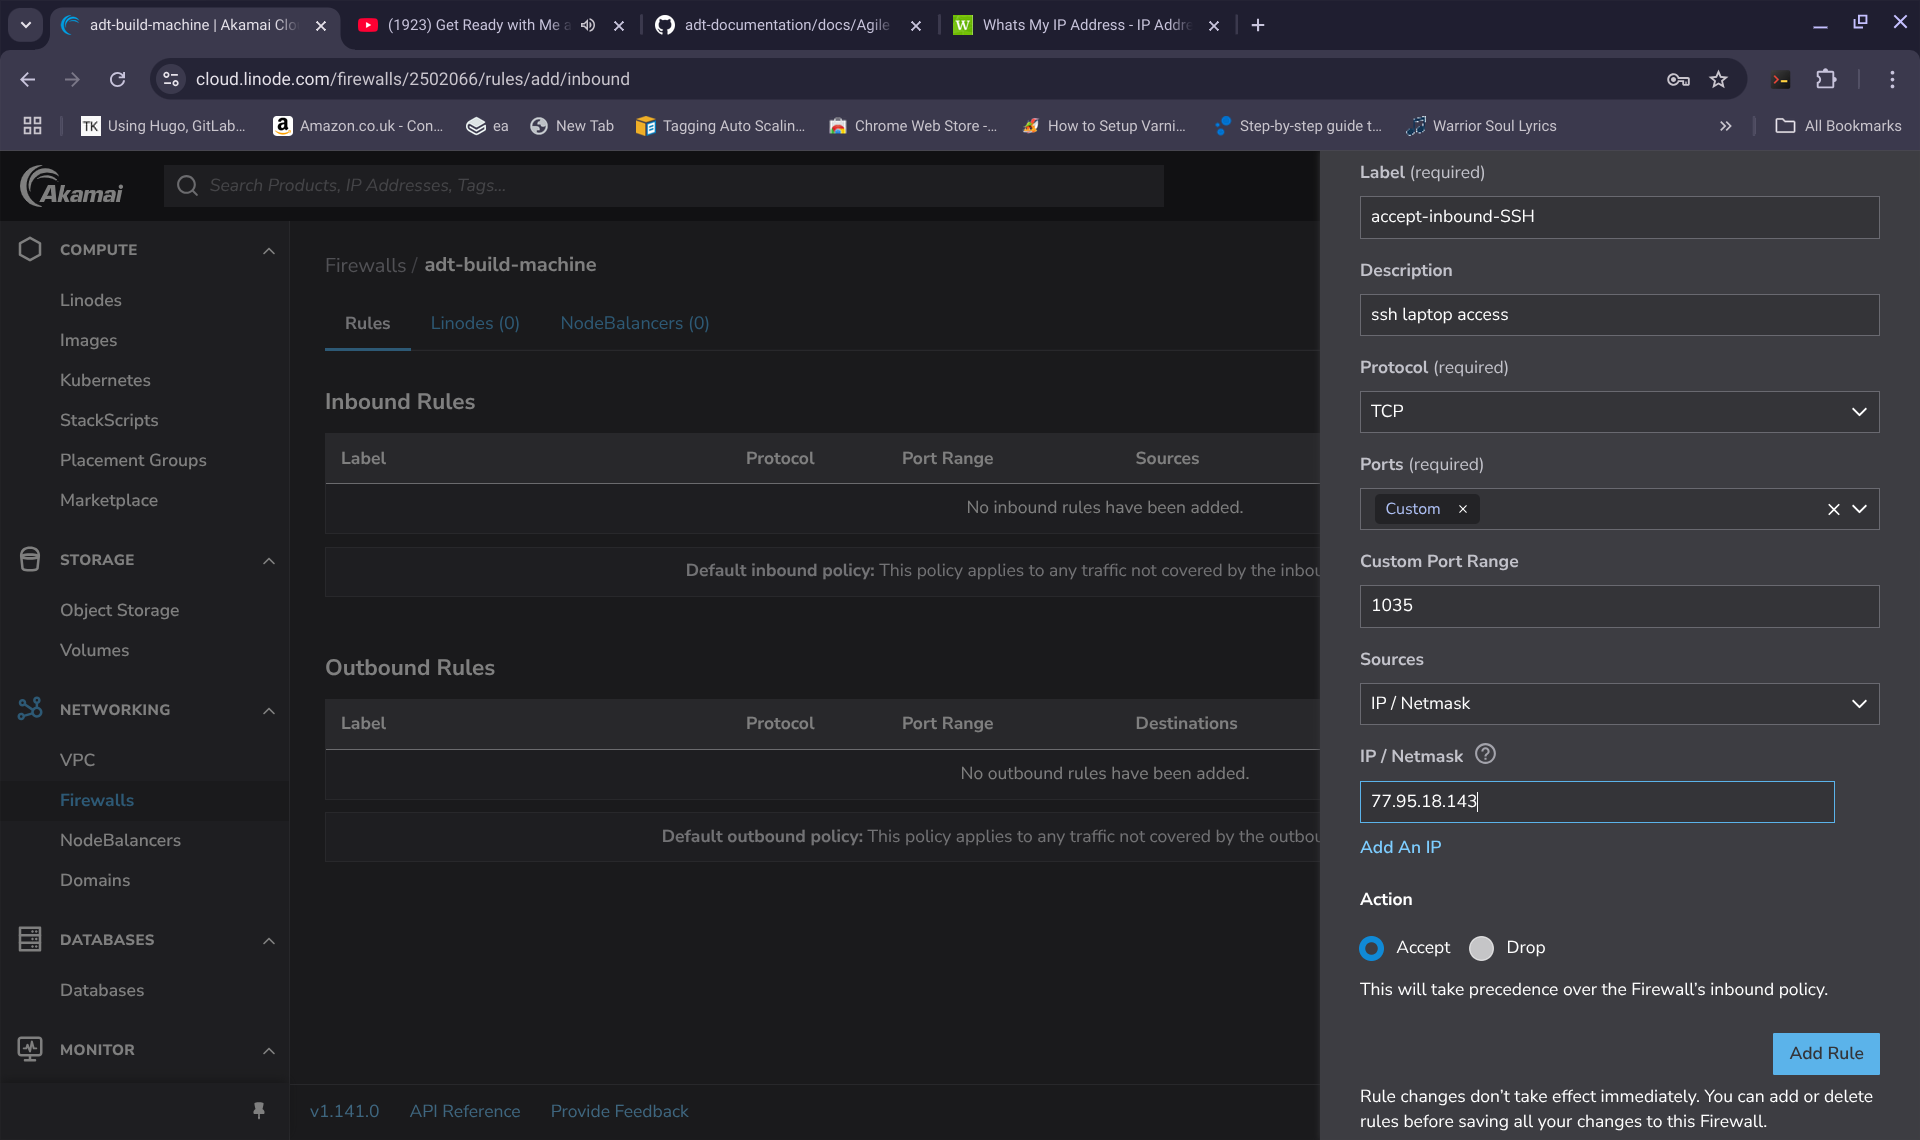 adt-build-machine | Akamai Clo
(1923) Get Ready with Me a
adt-documentation/docs/Agile
Whats My IP Address - IP Addre
cloud.linode.com/firewalls/2502066/rules/add/inbound
Using Hugo, GitLab...
Amazon.co.uk - Con...
ea
New Tab
Tagging Auto Scalin...
Chrome Web Store -...
How to Setup Varni...
Step-by-step guide t...
Warrior Soul Lyrics
All Bookmarks
Akamai
Search Products, IP Addresses, Tags...
COMPUTE
Linodes
Images
Kubernetes
StackScripts
Placement Groups
Marketplace
STORAGE
Object Storage
Volumes
NETWORKING
VPC
Firewalls
NodeBalancers
Domains
DATABASES
Databases
MONITOR
Firewalls / adt-build-machine
Rules Linodes (0) NodeBalancers (0)
Inbound Rules
Label Protocol Port Range Sources
No inbound rules have been added.
Default inbound policy: This policy applies to any traffic not covered by the inbou
Outbound Rules
Label Protocol Port Range Destinations
No outbound rules have been added.
Default outbound policy: This policy applies to any traffic not covered by the outbou
v1.141.0 API Reference Provide Feedback
Label (required)
accept-inbound-SSH
Description
ssh laptop access
Protocol (required)
TCP
Ports (required)
Custom
Custom Port Range
1035
Sources
IP / Netmask
IP / Netmask
77.95.18.143
Add An IP
Action
Accept Drop
This will take precedence over the Firewall's inbound policy.
Add Rule
Rule changes don't take effect immediately. You can add or delete
rules before saving all your changes to this Firewall.